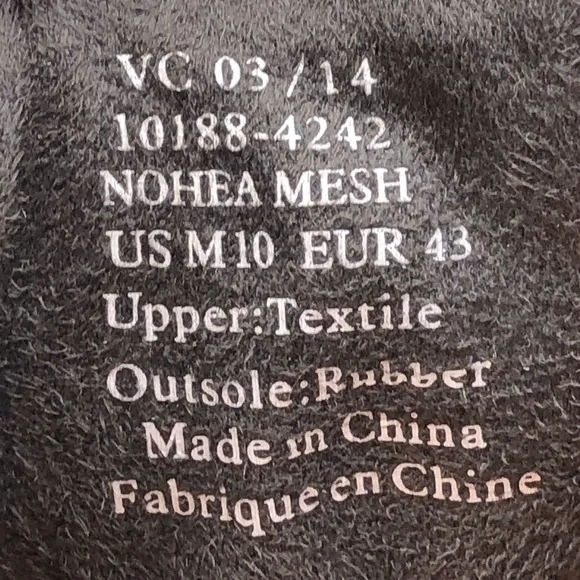 VC 03/14
10188-4242
NOHEA MESH
US M10 EUR 43
Upper:Textile
Outsole:Rubber
Made in China
Fabrique en Chine